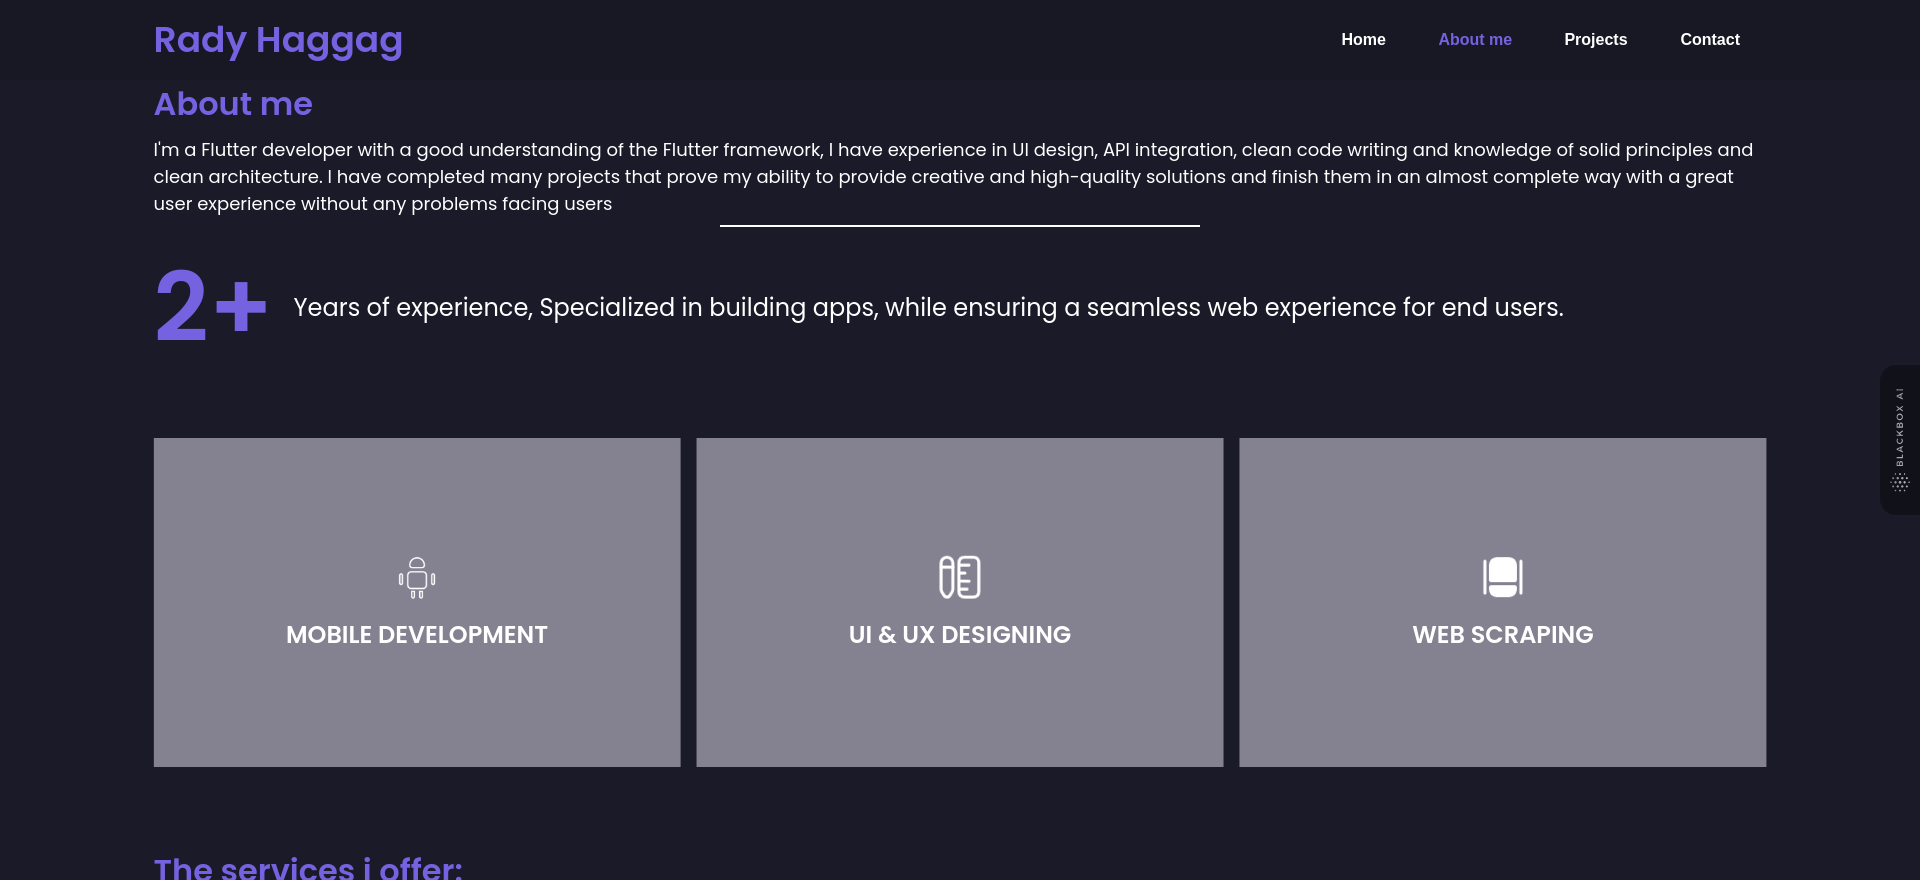 Rady Haggag
Home
About me
Projects
Contact
About me
I'm a Flutter developer with a good understanding of the Flutter framework, I have experience in UI design, API integration, clean code writing and knowledge of solid principles and
clean architecture. I have completed many projects that prove my ability to provide creative and high-quality solutions and finish them in an almost complete way with a great
user experience without any problems facing users
2+
Years of experience, Specialized in building apps, while ensuring a seamless web experience for end users.
BLACKBOX AI
MOBILE DEVELOPMENT
UI & UX DESIGNING
WEB SCRAPING
The services i offer: